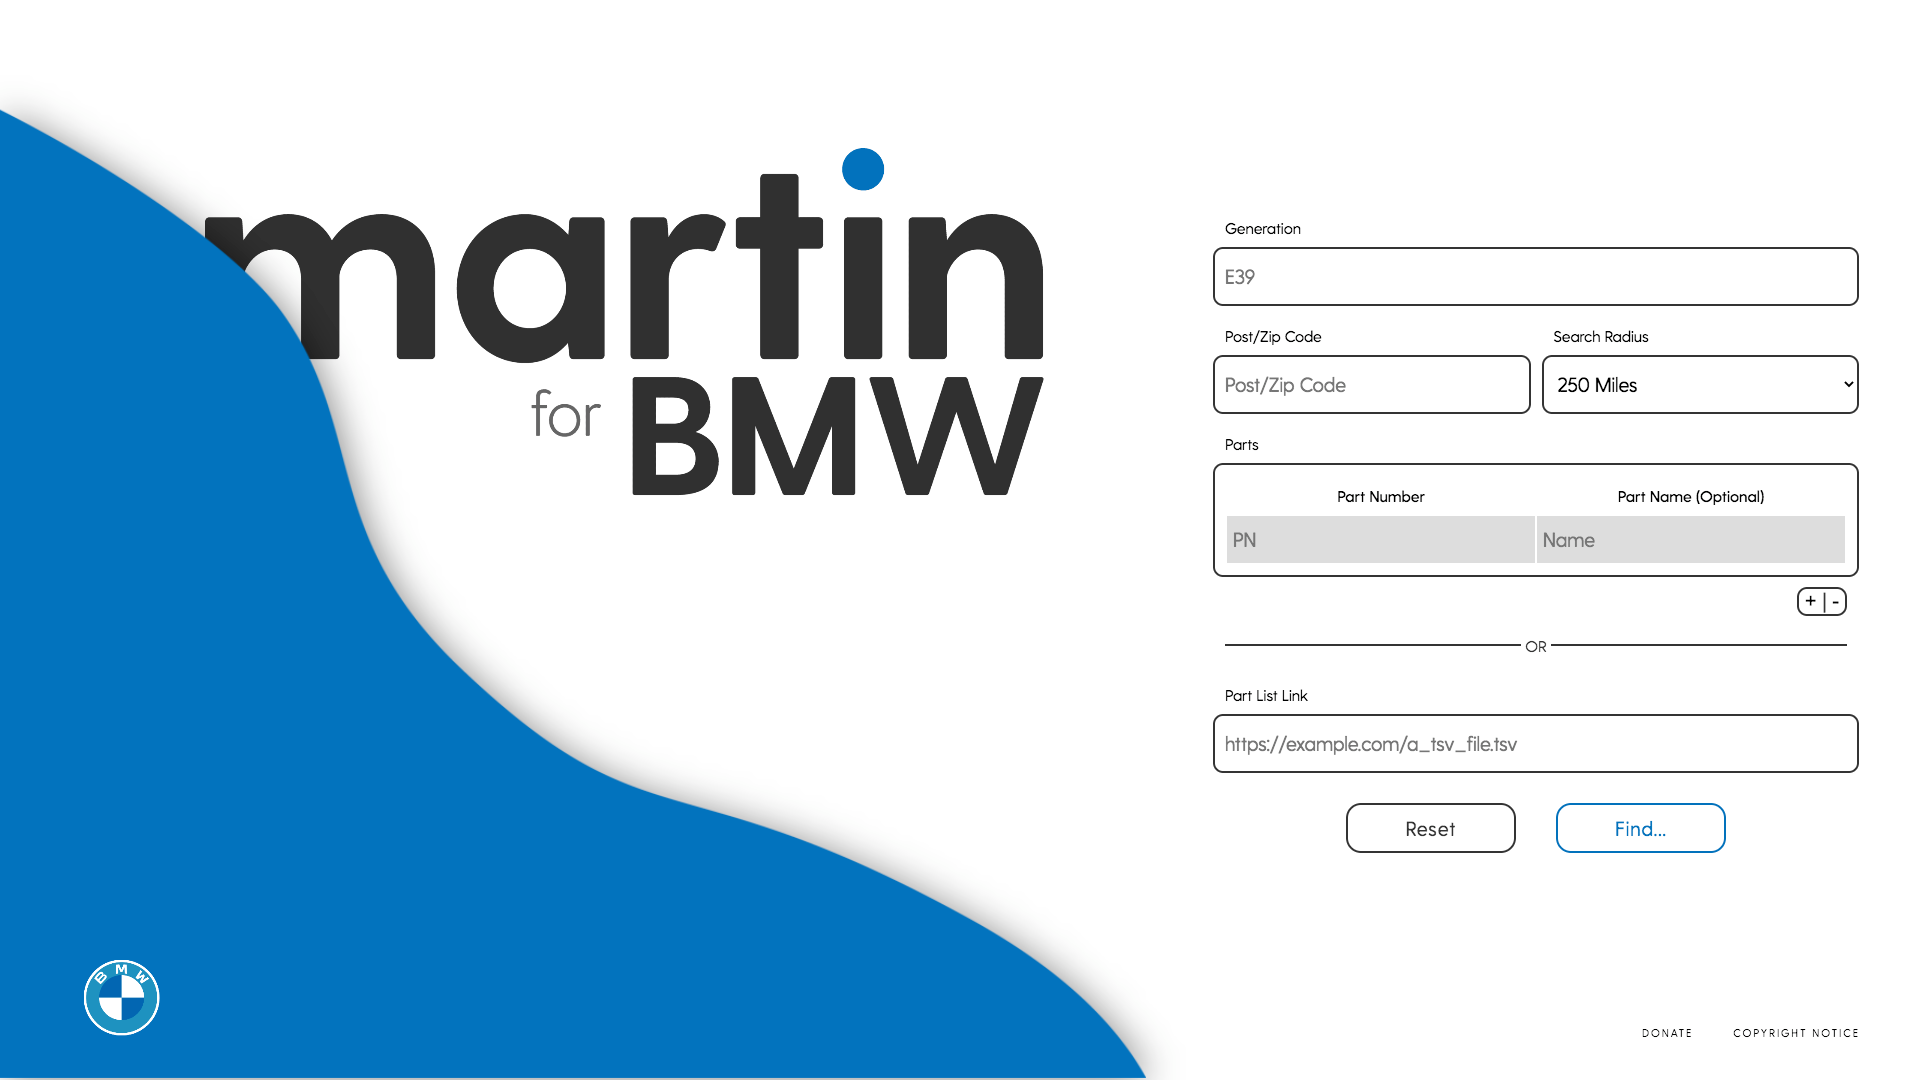 martin
for BMW
Generation
E39
Post/Zip Code
Search Radius
Post/Zip Code
250 Miles
Parts
Part Number
Part Name (Optional)
PN
Name
+ | -
OR
Part List Link
https://example.com/a_tsv_file.tsv
Reset
Find...
BMW
DONATE
COPYRIGHT NOTICE